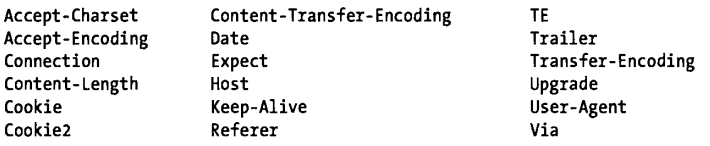 Accept-Charset Content-Transfer-Encoding TE
Accept-Encoding Date Trailer
Connection Expect Transfer-Encoding
Content-Length Host Upgrade
Cookie Keep-Alive User-Agent
Cookie2 Referer Via